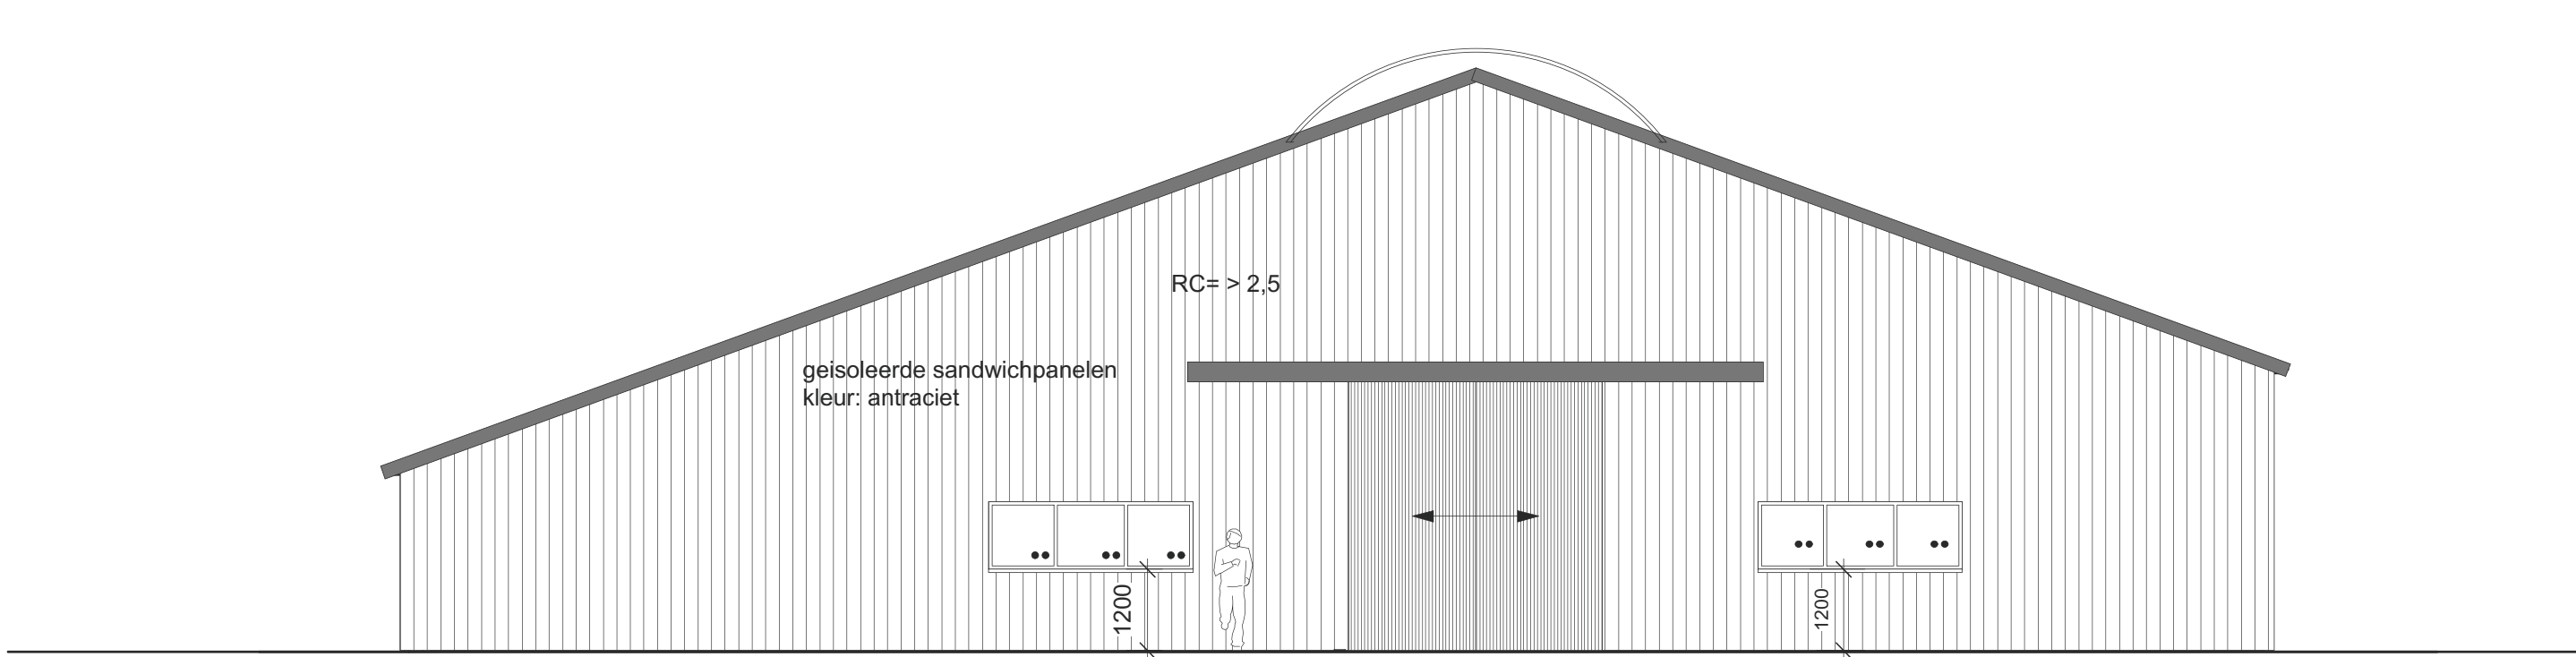 RC= > 2,5
geisoleerde sandwichpanelen
kleur: antraciet
1200
1200